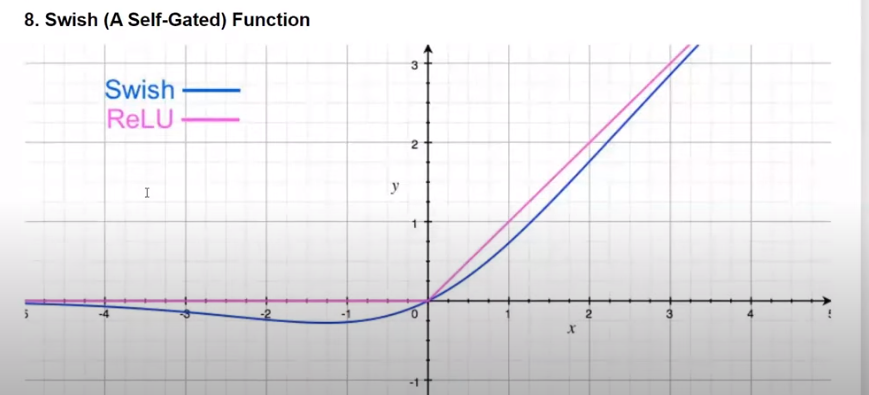 8. Swish (A Self-Gated) Function
Swish
ReLU
3
2
y
1
-4 -3 -2 -1 0 1 2 3 4
x
-1